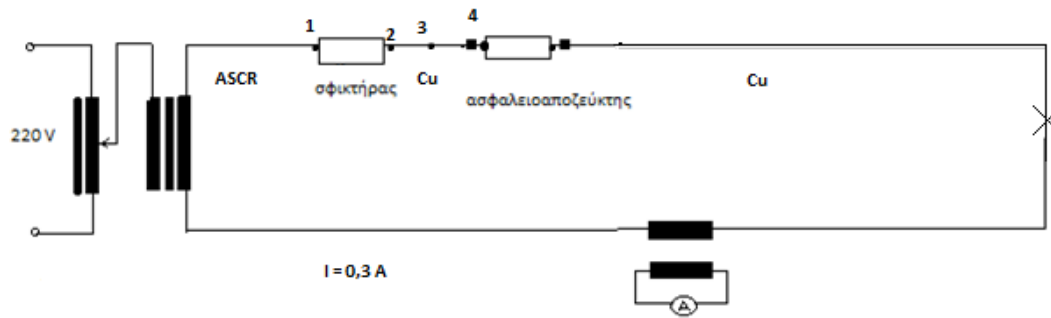 1
2
3
4
ASCR
σφικτήρας
Cu
ασφαλειοαποζεύκτης
Cu
220 V
I = 0,3 A
A